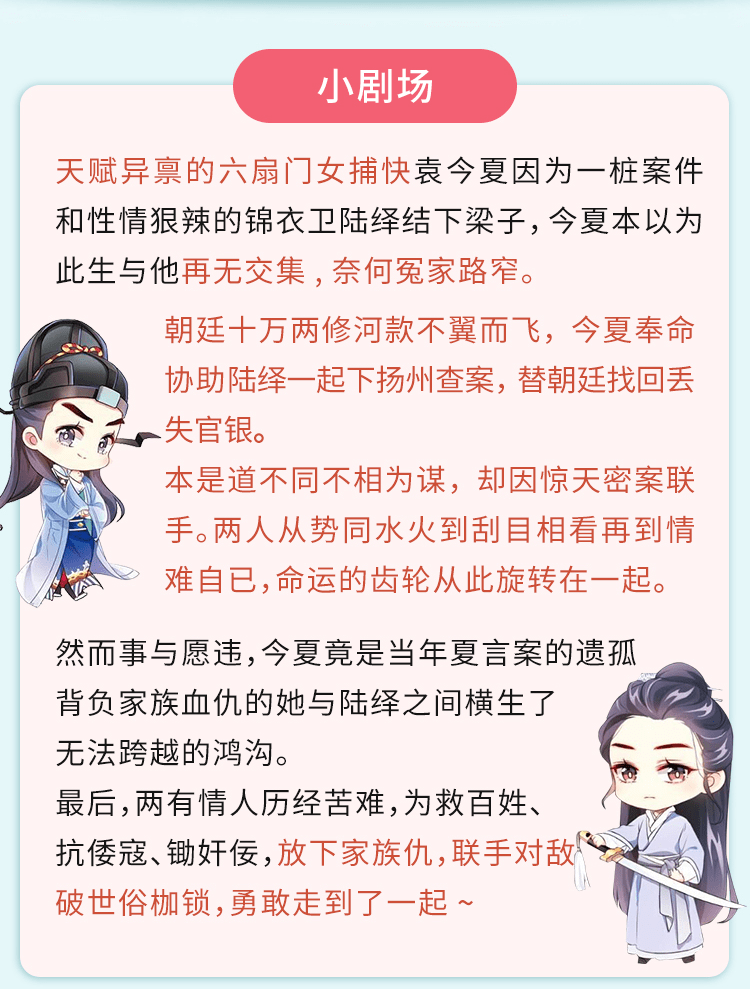 小剧场
天赋异禀的六扇门女捕快袁今夏因为一桩案件
和性情狠辣的锦衣卫陆绎结下梁子，今夏本以为
此生与他再无交集，奈何冤家路窄。
朝廷十万两修河款不翼而飞，今夏奉命
协助陆绎一起下扬州查案，替朝廷找回丢
失官银。
本是道不同不相为谋，却因惊天密案联
手。两人从势同水火到刮目相看再到情
难自已，命运的齿轮从此旋转在一起。
然而事与愿违，今夏竟是当年夏言案的遗孤
背负家族血仇的她与陆绎之间横生了
无法跨越的鸿沟。
最后，两有情人历经苦难，为救百姓、
抗倭寇、锄奸佞，放下家族仇，联手对敌
破世俗枷锁，勇敢走到了一起~